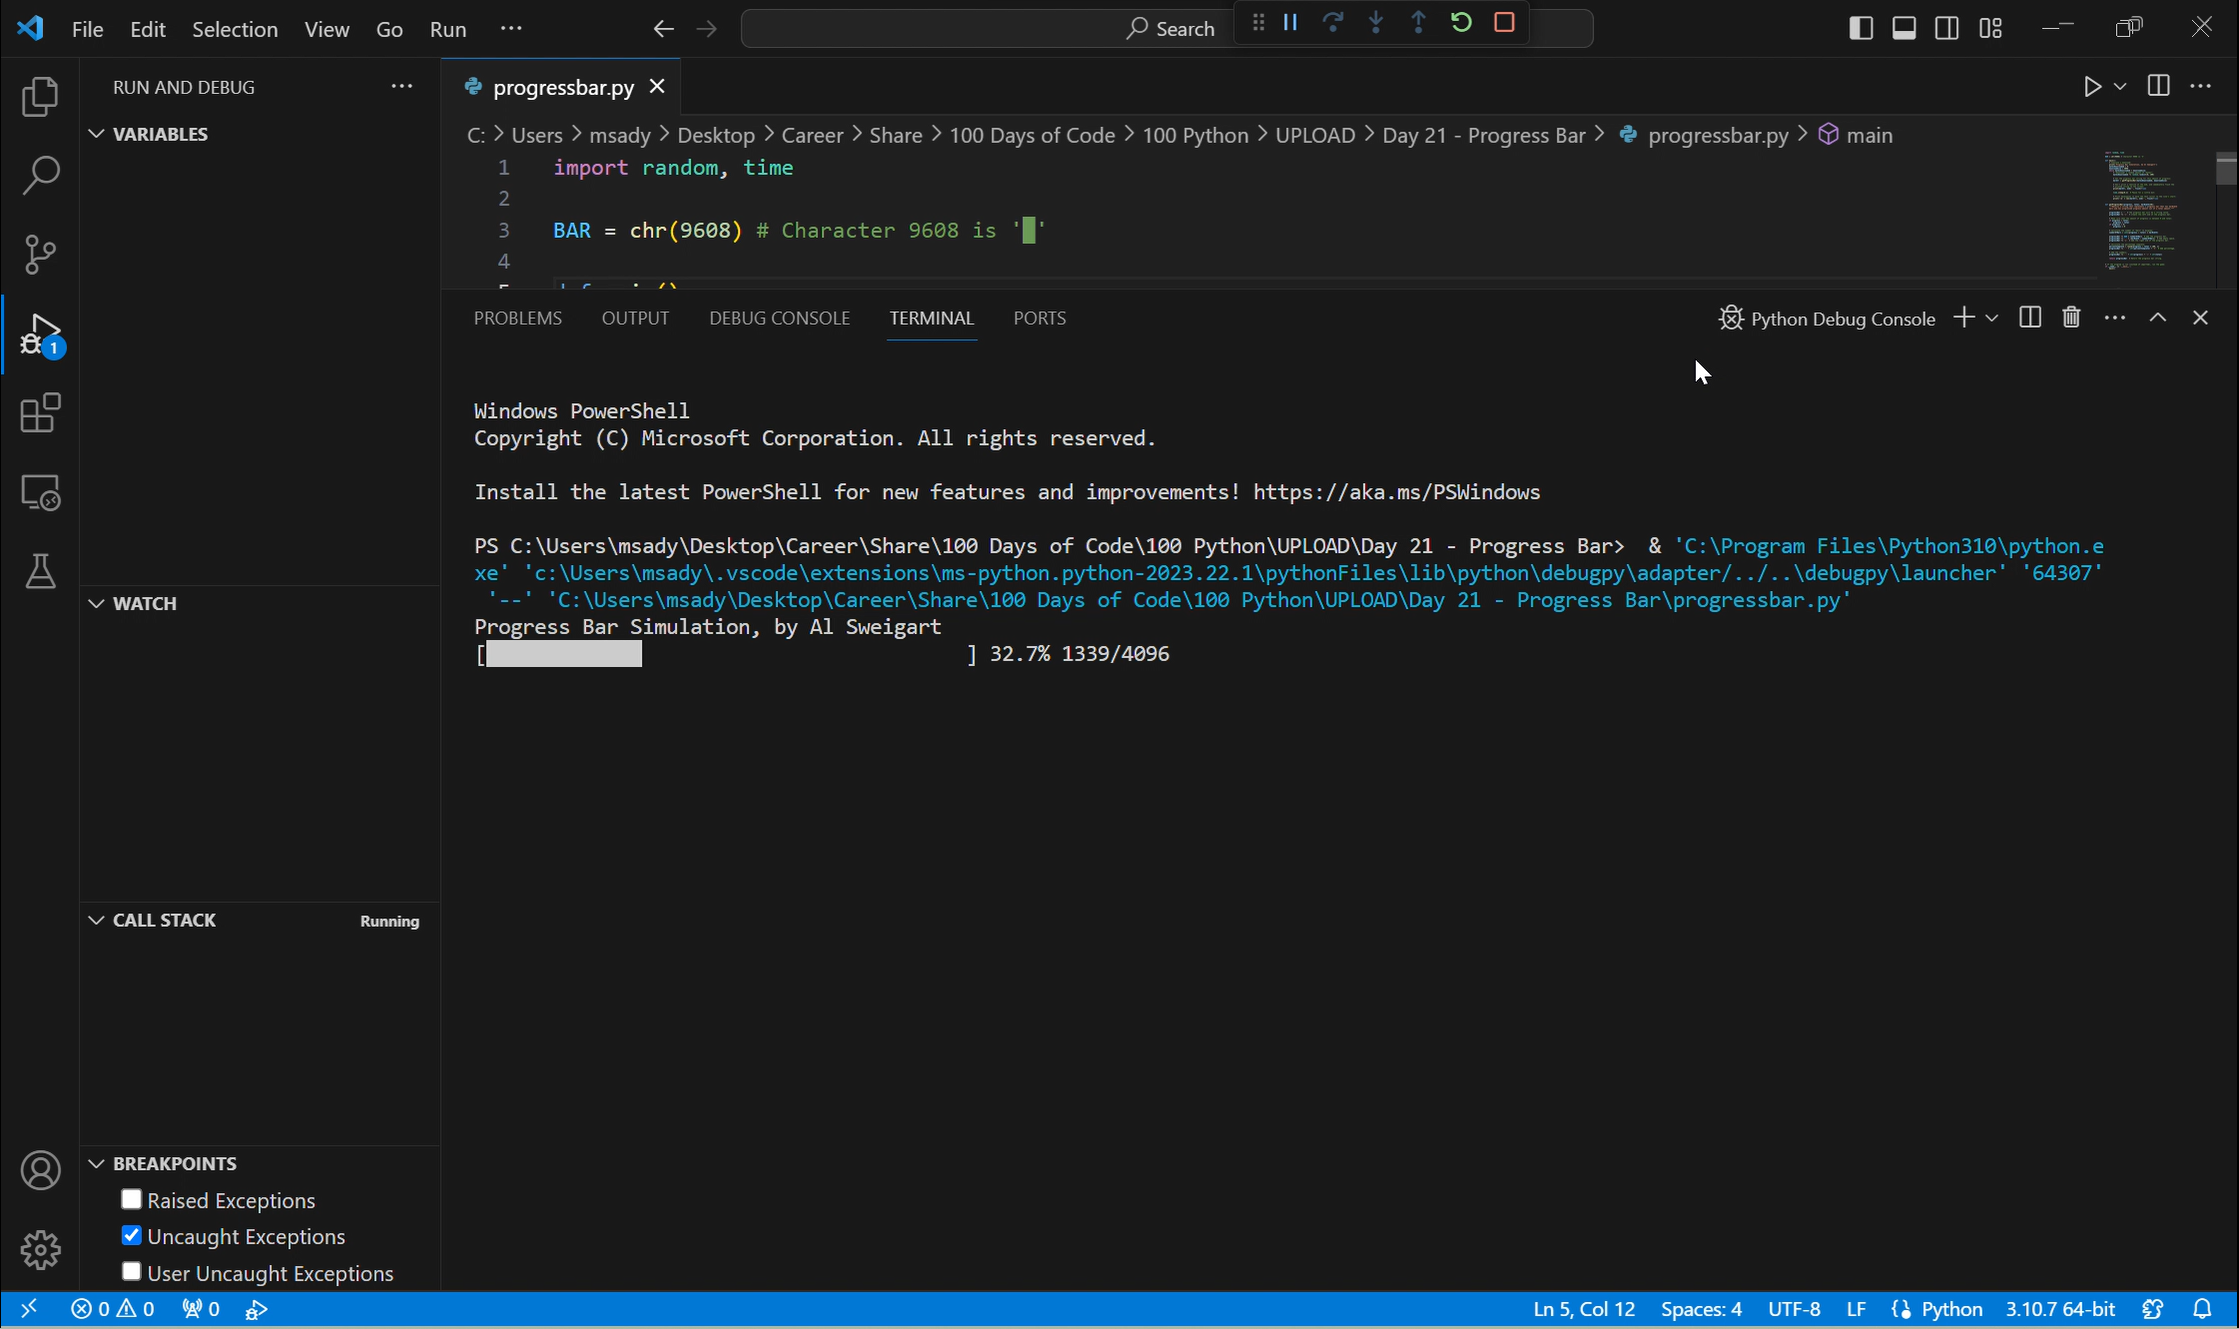 File Edit Selection View Go Run ··· Search
RUN AND DEBUG ···
progressbar.py
VARIABLES
C: > Users > msady > Desktop > Career > Share > 100 Days of Code > 100 Python > UPLOAD > Day 21 - Progress Bar > progressbar.py > main
1 import random, time
2
3 BAR = chr(9608) # Character 9608 is '█'
4
PROBLEMS OUTPUT DEBUG CONSOLE TERMINAL PORTS Python Debug Console
Windows PowerShell
Copyright (C) Microsoft Corporation. All rights reserved.
Install the latest PowerShell for new features and improvements! https://aka.ms/PSWindows
PS C:\Users\msady\Desktop\Career\Share\100 Days of Code\100 Python\UPLOAD\Day 21 - Progress Bar> & 'C:\Program Files\Python310\python.e
xe' 'c:\Users\msady\.vscode\extensions\ms-python.python-2023.22.1\pythonFiles\lib\python\debugpy\adapter/../..\debugpy\launcher' '64307'
'--' 'C:\Users\msady\Desktop\Career\Share\100 Days of Code\100 Python\UPLOAD\Day 21 - Progress Bar\progressbar.py'
Progress Bar Simulation, by Al Sweigart
[█████████████                           ] 32.7% 1339/4096
WATCH
CALL STACK Running
BREAKPOINTS
Raised Exceptions
Uncaught Exceptions
User Uncaught Exceptions
1
0 0 0 Ln 5, Col 12 Spaces: 4 UTF-8 LF Python 3.10.7 64-bit